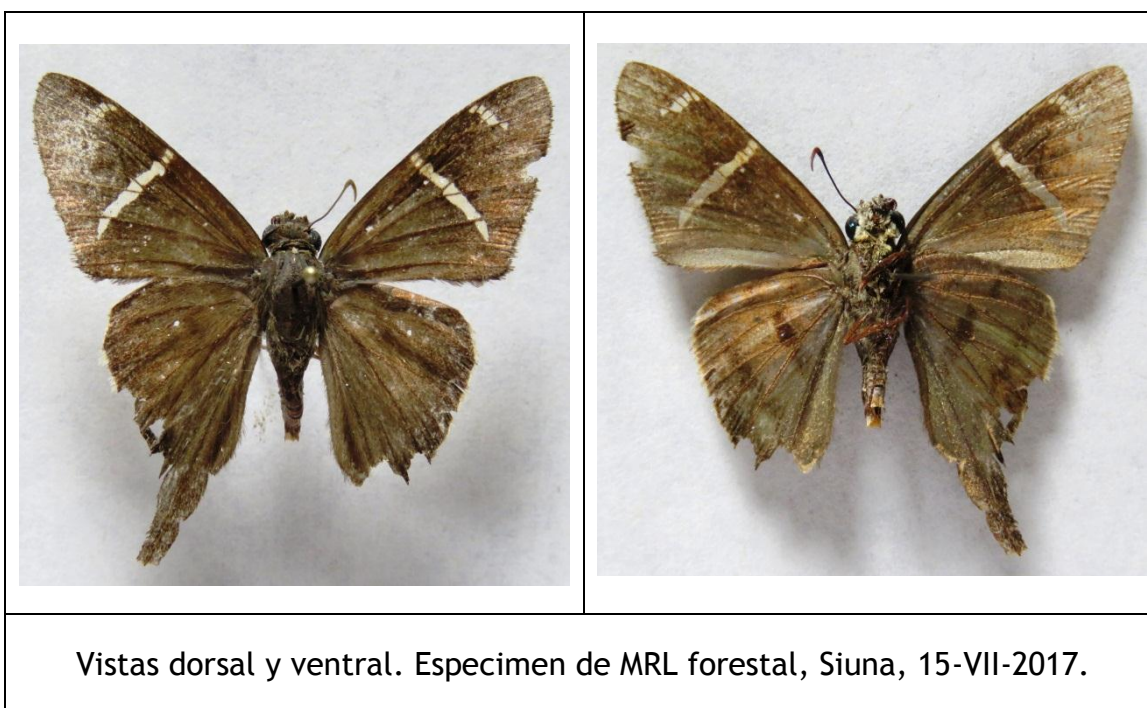 Vistas dorsal y ventral. Especimen de MRL forestal, Siuna, 15-VII-2017.